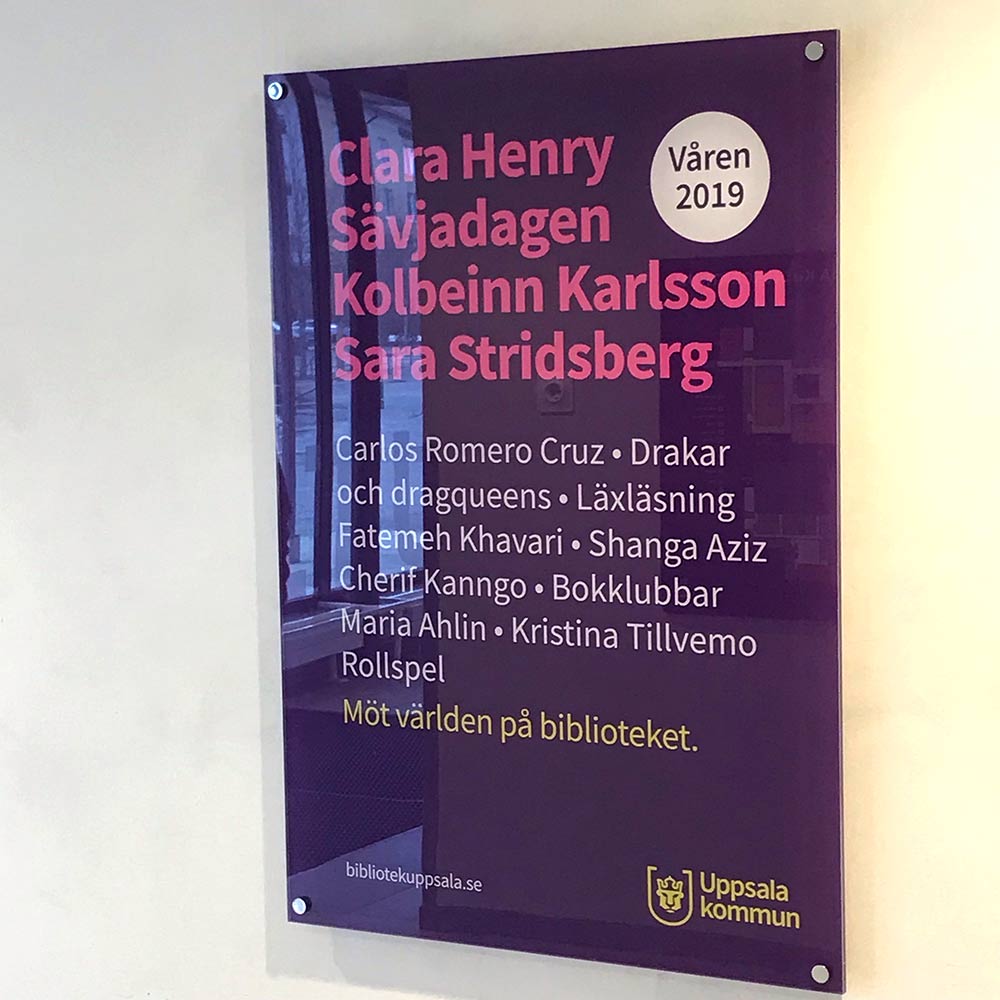 Clara Henry
Sävjadagen
Kolbeinn Karlsson
Sara Stridsberg
Våren
2019
Carlos Romero Cruz • Drakar
och dragqueens • Läxläsning
Fatemeh Khavari • Shanga Aziz
Cherif Kanngo • Bokklubbar
Maria Ahlin • Kristina Tillvemo
Rollspel
Möt världen på biblioteket.
bibliotekuppsala.se
Uppsala
kommun